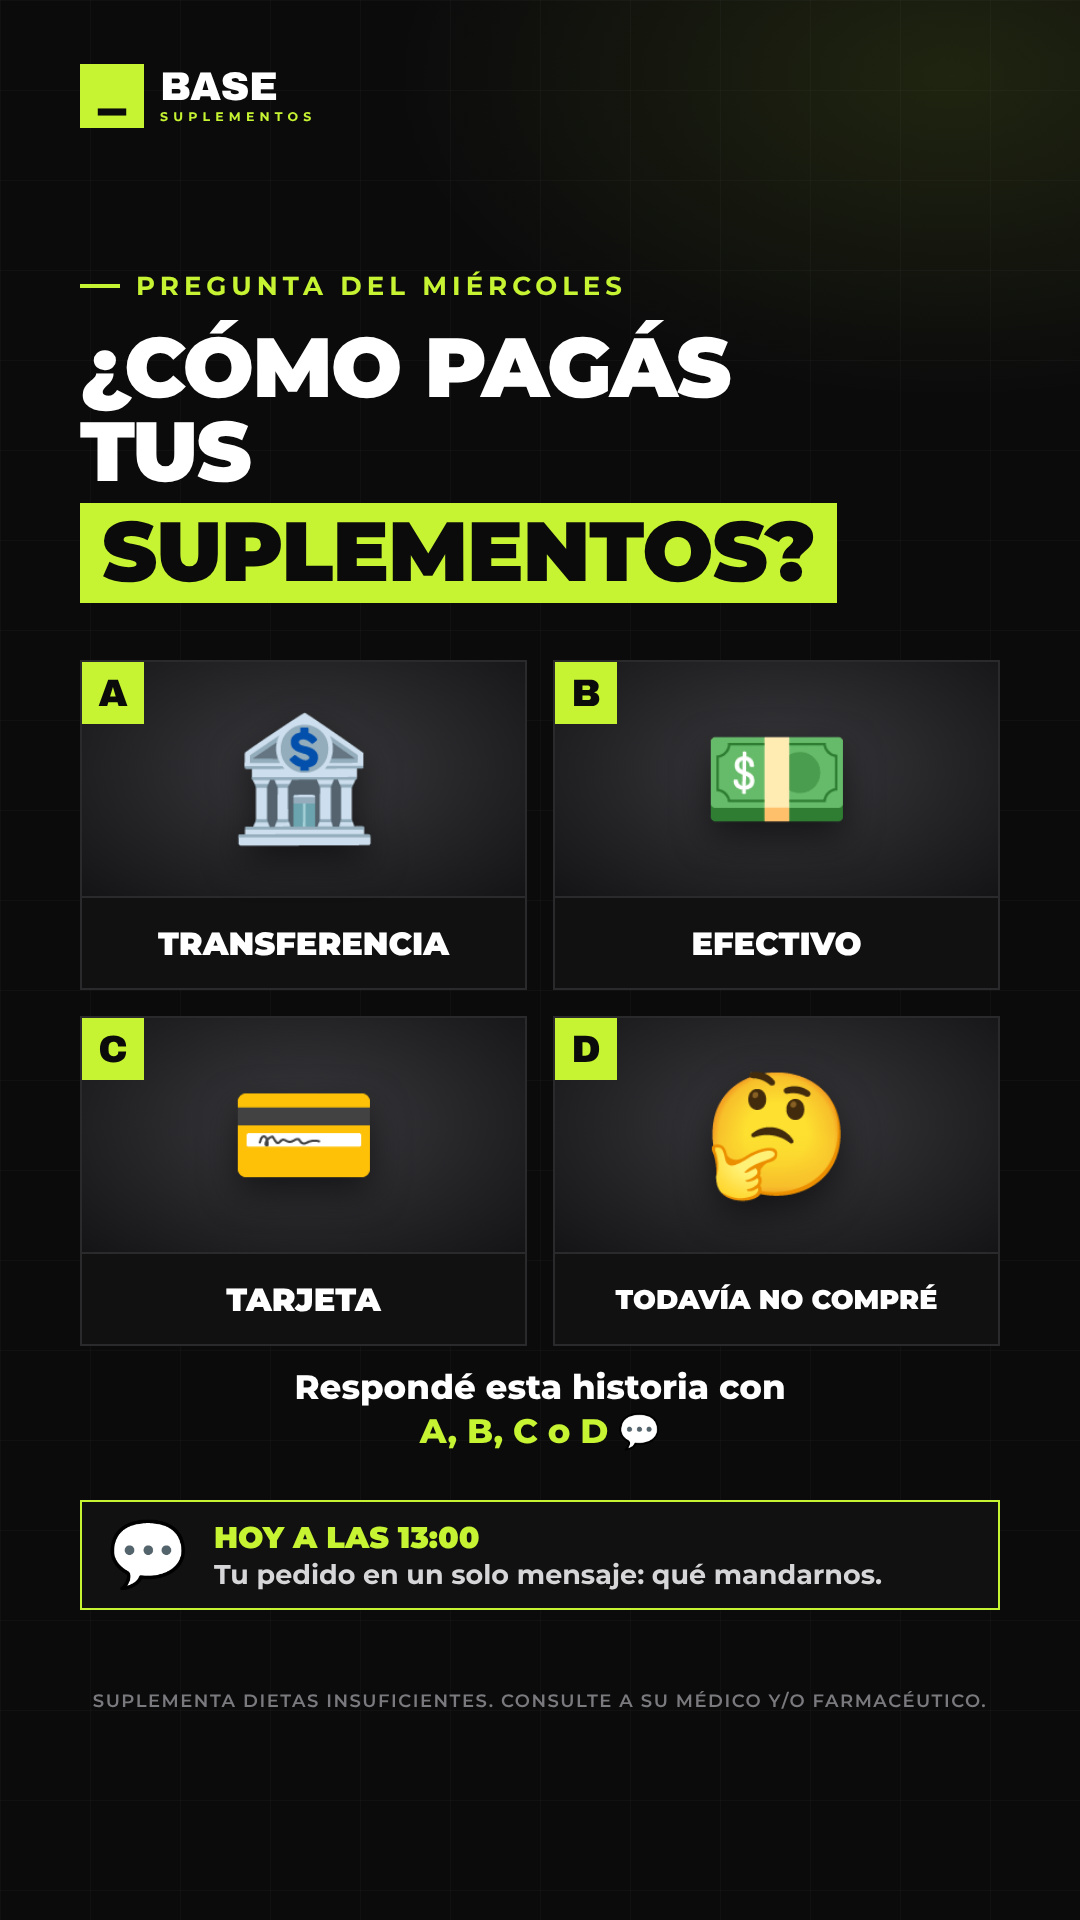 BASE
SUPLEMENTOS
PREGUNTA DEL MIÉRCOLES
¿CÓMO PAGÁS
TUS
SUPLEMENTOS?
A
TRANSFERENCIA
B
EFECTIVO
C
TARJETA
D
TODAVÍA NO COMPRÉ
Respondé esta historia con
A, B, C o D 💬
HOY A LAS 13:00
Tu pedido en un solo mensaje: qué mandarnos.
SUPLEMENTA DIETAS INSUFICIENTES. CONSULTE A SU MÉDICO Y/O FARMACÉUTICO.